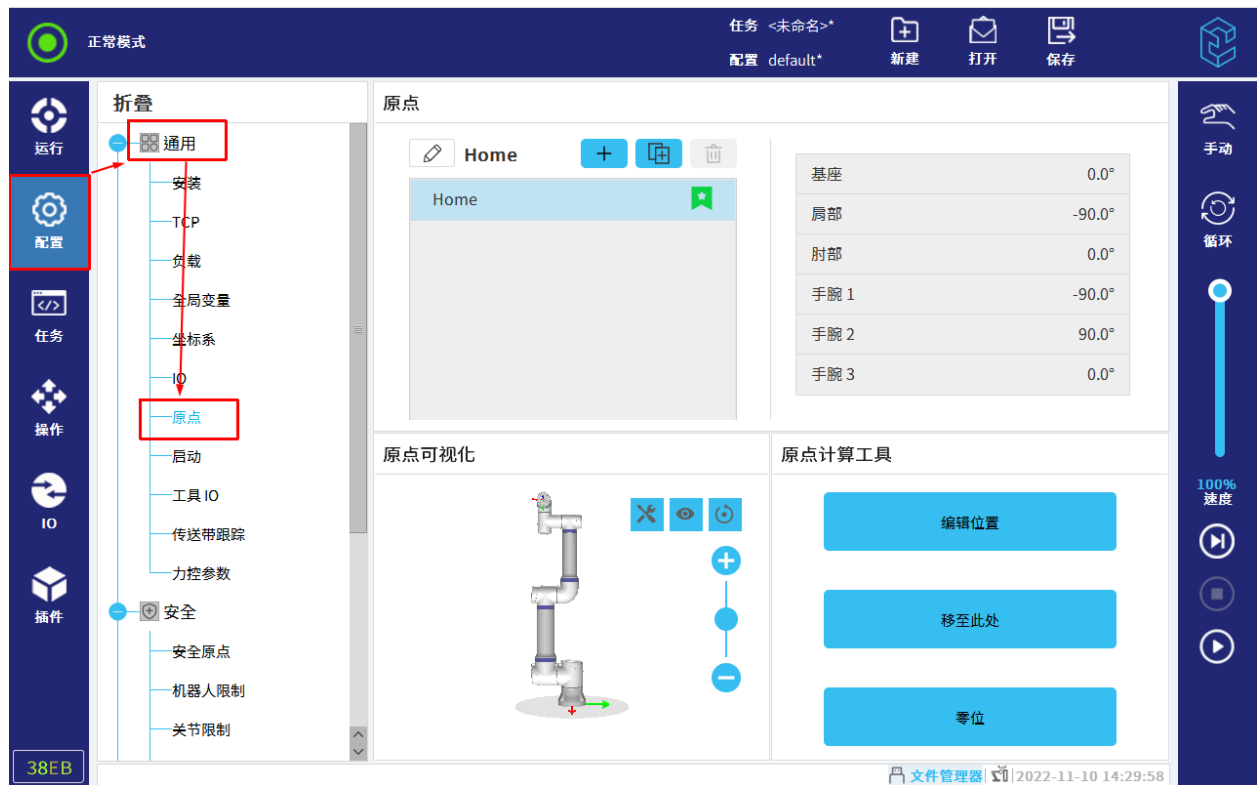 正常模式
任务 <未命名>*
配置 default*
新建
打开
保存
运行
配置
任务
操作
IO
插件
38EB
折叠
通用
安装
TCP
负载
全局变量
坐标系
IO
原点
启动
工具 IO
传送带跟踪
力控参数
安全
安全原点
机器人限制
关节限制
原点
Home
Home
基座 0.0°
肩部 -90.0°
肘部 0.0°
手腕 1 -90.0°
手腕 2 90.0°
手腕 3 0.0°
原点可视化
原点计算工具
编辑位置
移至此处
零位
手动
循环
100%
速度
文件管理器 2022-11-10 14:29:58